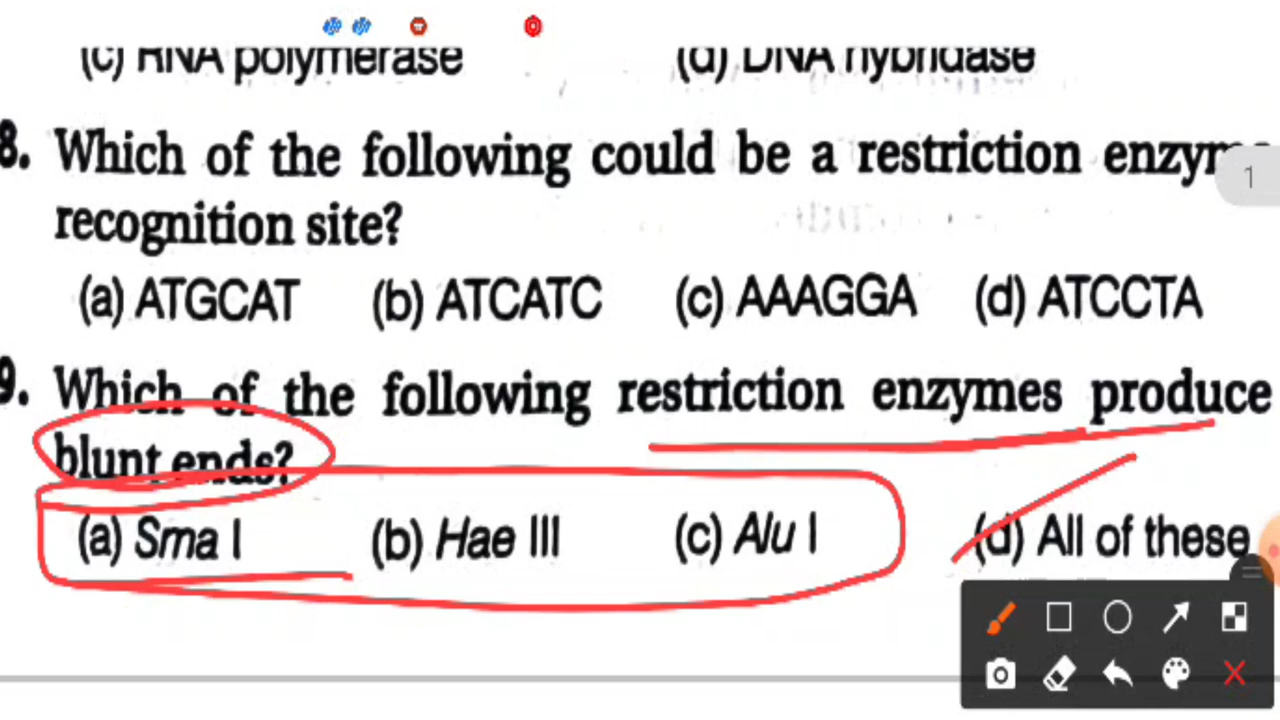 (c) RNA polymerase (d) DNA hybridase
8. Which of the following could be a restriction
recognition site?
1
(a) ATGCAT (b) ATCATC (c) AAAGGA (d) ATCCTA
9. Which of the following restriction enzymes produce
blunt ends?
(a) Sma I (b) Hae III (c) Alu I (d) All of these